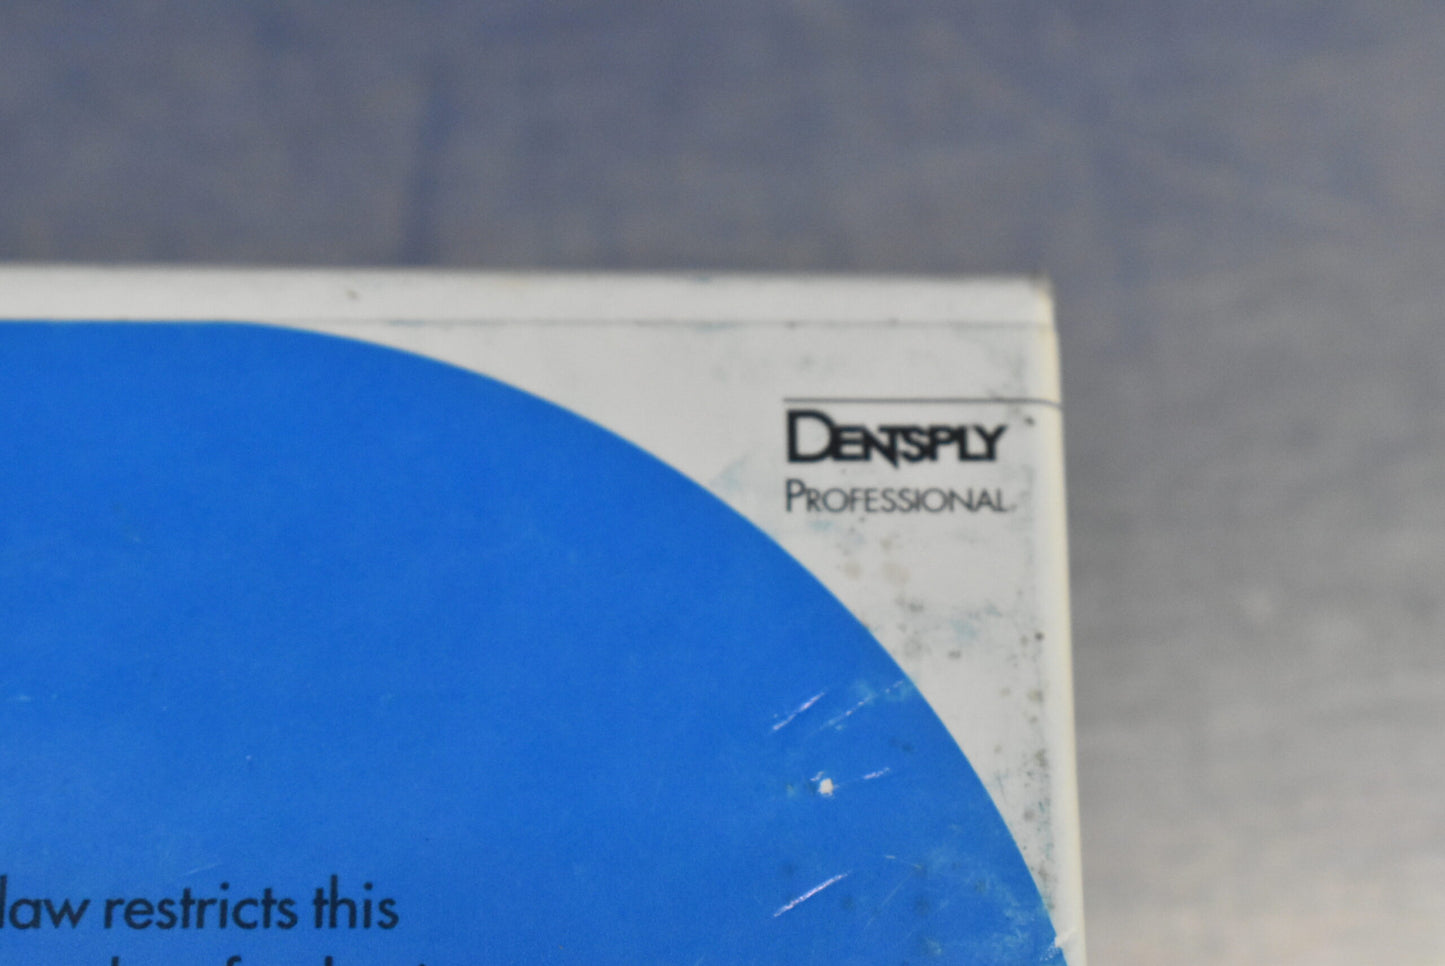 DENTSPLY
PROFESSIONAL
law restricts this